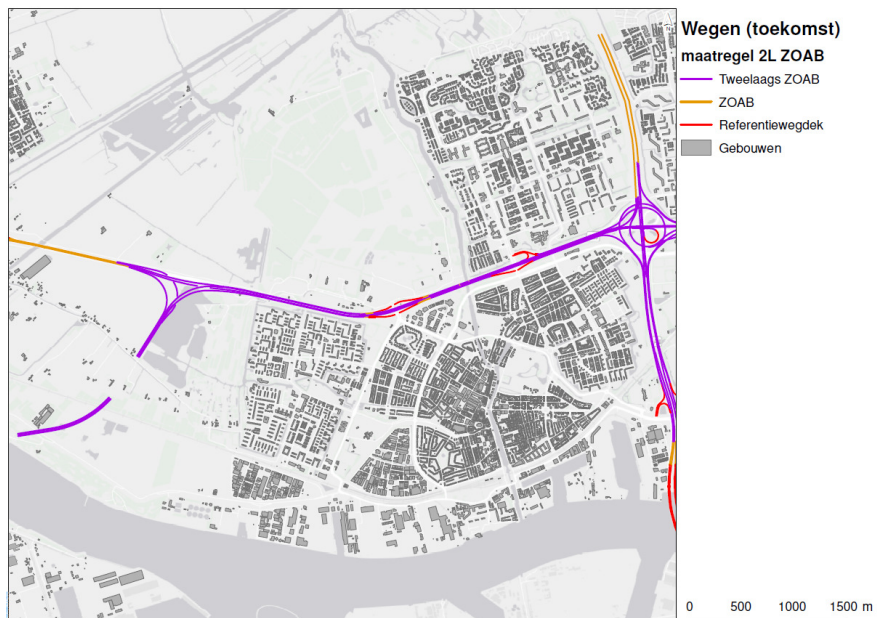 Wegen (toekomst)
maatregel 2L ZOAB
Tweelaags ZOAB
ZOAB
Referentiewegdek
Gebouwen
0 500 1000 1500 m